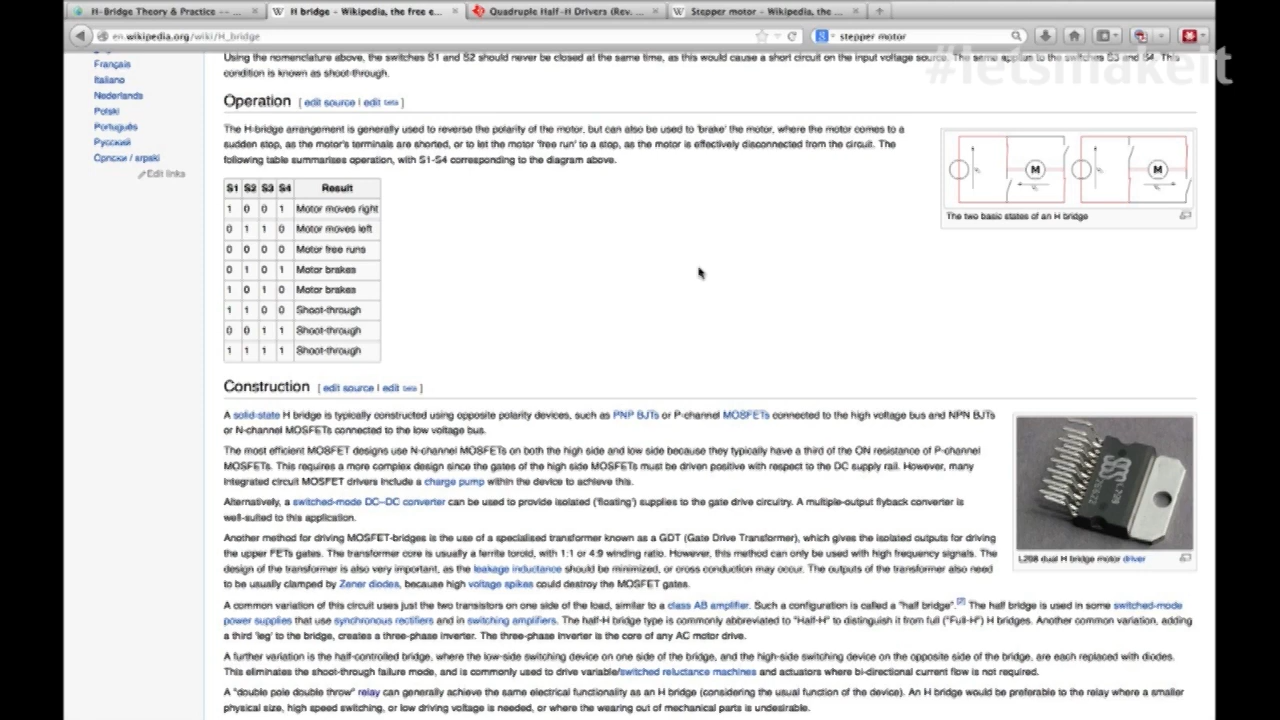 H-Bridge Theory & Practice -- ...
H bridge - Wikipedia, the free e...
Quadruple Half-H Drivers (Rev. ...
Stepper motor - Wikipedia, the ...
en.wikipedia.org/wiki/H_bridge
stepper motor
#letsmakeit
Français
Italiano
Nederlands
Polski
Português
Русский
Српски / srpski
Edit links
Using the nomenclature above, the switches S1 and S2 should never be closed at the same time, as this would cause a short circuit on the input voltage source. The same applies to the switches S3 and S4. This
condition is known as shoot-through.
Operation [ edit source | edit beta ]
The H-bridge arrangement is generally used to reverse the polarity of the motor, but can also be used to 'brake' the motor, where the motor comes to a
sudden stop, as the motor's terminals are shorted, or to let the motor 'free run' to a stop, as the motor is effectively disconnected from the circuit. The
following table summarises operation, with S1-S4 corresponding to the diagram above.
S1 S2 S3 S4 Result
1 0 0 1 Motor moves right
0 1 1 0 Motor moves left
0 0 0 0 Motor free runs
0 1 0 1 Motor brakes
1 0 1 0 Motor brakes
1 1 0 0 Shoot-through
0 0 1 1 Shoot-through
1 1 1 1 Shoot-through
M
M
The two basic states of an H bridge
Construction [ edit source | edit beta ]
A solid-state H bridge is typically constructed using opposite polarity devices, such as PNP BJTs or P-channel MOSFETs connected to the high voltage bus and NPN BJTs
or N-channel MOSFETs connected to the low voltage bus.
The most efficient MOSFET designs use N-channel MOSFETs on both the high side and low side because they typically have a third of the ON resistance of P-channel
MOSFETs. This requires a more complex design since the gates of the high side MOSFETs must be driven positive with respect to the DC supply rail. However, many
integrated circuit MOSFET drivers include a charge pump within the device to achieve this.
Alternatively, a switched-mode DC–DC converter can be used to provide isolated ('floating') supplies to the gate drive circuitry. A multiple-output flyback converter is
well-suited to this application.
Another method for driving MOSFET-bridges is the use of a specialised transformer known as a GDT (Gate Drive Transformer), which gives the isolated outputs for driving
the upper FETs gates. The transformer core is usually a ferrite toroid, with 1:1 or 4:9 winding ratio. However, this method can only be used with high frequency signals. The
design of the transformer is also very important, as the leakage inductance should be minimized, or cross conduction may occur. The outputs of the transformer also need
to be usually clamped by Zener diodes, because high voltage spikes could destroy the MOSFET gates.
L298 dual H bridge motor driver
A common variation of this circuit uses just the two transistors on one side of the load, similar to a class AB amplifier. Such a configuration is called a "half bridge".[2] The half bridge is used in some switched-mode
power supplies that use synchronous rectifiers and in switching amplifiers. The half-H bridge type is commonly abbreviated to "Half-H" to distinguish it from full ("Full-H") H bridges. Another common variation, adding
a third 'leg' to the bridge, creates a three-phase inverter. The three-phase inverter is the core of any AC motor drive.
A further variation is the half-controlled bridge, where the low-side switching device on one side of the bridge, and the high-side switching device on the opposite side of the bridge, are each replaced with diodes.
This eliminates the shoot-through failure mode, and is commonly used to drive variable/switched reluctance machines and actuators where bi-directional current flow is not required.
A "double pole double throw" relay can generally achieve the same electrical functionality as an H bridge (considering the usual function of the device). An H bridge would be preferable to the relay where a smaller
physical size, high speed switching, or low driving voltage is needed, or where the wearing out of mechanical parts is undesirable.